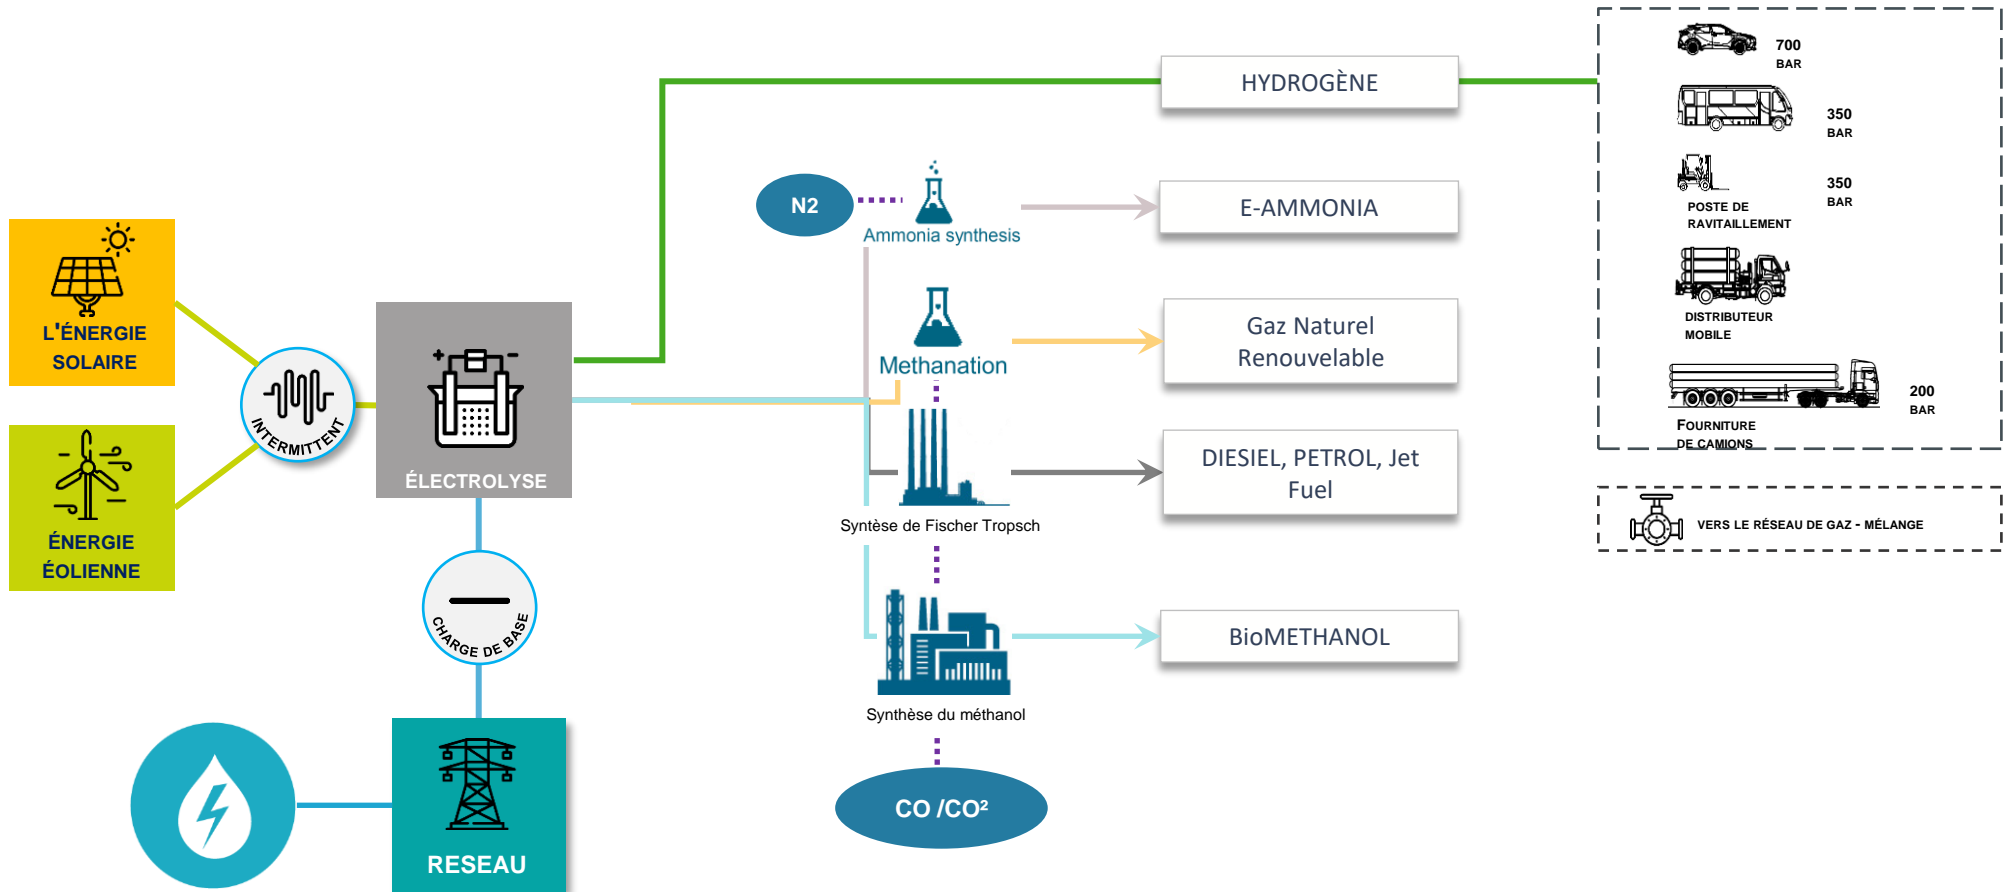 L'ÉNERGIE
SOLAIRE
ÉNERGIE
ÉOLIENNE
INTERMITTENT
ÉLECTROLYSE
CHARGE DE BASE
RESEAU
N2
Ammonia synthesis
Methanation
Syntèse de Fischer Tropsch
Synthèse du méthanol
CO /CO²
HYDROGÈNE
E-AMMONIA
Gaz Naturel
Renouvelable
DIESIEL, PETROL, Jet
Fuel
BioMETHANOL
700
BAR
350
BAR
350
BAR
POSTE DE
RAVITAILLEMENT
DISTRIBUTEUR
MOBILE
200
BAR
FOURNITURE
DE CAMIONS
VERS LE RÉSEAU DE GAZ - MÉLANGE